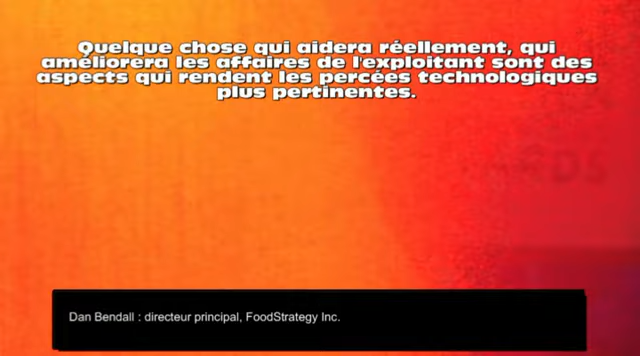 Quelque chose qui aidera réellement, qui
améliorera les affaires de l'exploitant sont des
aspects qui rendent les percées technologiques
plus pertinentes.
Dan Bendall : directeur principal, FoodStrategy Inc.